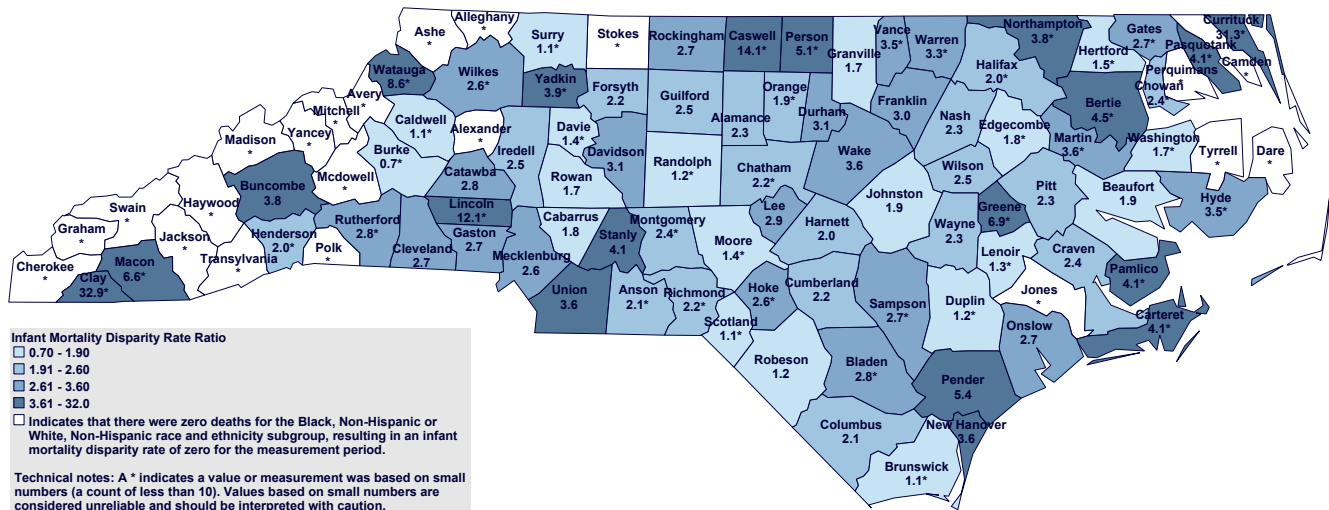 Ashe
*
Alleghany
*
Surry
1.1*
Stokes
*
Rockingham
2.7
Caswell
14.1*
Person
5.1*
Granville
1.7
Vance
3.5*
Warren
3.3*
Northampton
3.8*
Hertford
1.5*
Gates
2.7*
Currituck
31.3*
Pasquotank
4.1*
Camden
*
Perquimans
*
Chowan
2.4*
Halifax
2.0*
Bertie
4.5*
Watauga
8.6*
Wilkes
2.6*
Yadkin
3.9*
Forsyth
2.2
Guilford
2.5
Alamance
2.3
Orange
1.9*
Durham
3.1
Franklin
3.0
Nash
2.3
Edgecombe
1.8*
Martin
3.6*
Washington
1.7*
Tyrrell
*
Dare
*
Avery
*
Mitchell
*
Yancey
*
Madison
*
Caldwell
1.1*
Alexander
*
Iredell
2.5
Davie
1.4*
Davidson
3.1
Randolph
1.2*
Chatham
2.2*
Wake
3.6
Wilson
2.5
Pitt
2.3
Beaufort
1.9
Hyde
3.5*
Burke
0.7*
Mcdowell
*
Buncombe
3.8
Haywood
*
Swain
*
Graham
*
Jackson
*
Cherokee
*
Clay
32.9*
Macon
6.6*
Transylvania
*
Henderson
2.0*
Polk
*
Rutherford
2.8*
Cleveland
2.7
Catawba
2.8
Lincoln
12.1*
Gaston
2.7
Rowan
1.7
Cabarrus
1.8
Mecklenburg
2.6
Stanly
4.1
Montgomery
2.4*
Moore
1.4*
Lee
2.9
Harnett
2.0
Johnston
1.9
Wayne
2.3
Greene
6.9*
Lenoir
1.3*
Craven
2.4
Pamlico
4.1*
Jones
*
Carteret
4.1*
Onslow
2.7
Union
3.6
Anson
2.1*
Richmond
2.2*
Scotland
1.1*
Hoke
2.6*
Cumberland
2.2
Sampson
2.7*
Duplin
1.2*
Robeson
1.2
Bladen
2.8*
Pender
5.4
Columbus
2.1
New Hanover
3.6
Brunswick
1.1*
Infant Mortality Disparity Rate Ratio
0.70 - 1.90
1.91 - 2.60
2.61 - 3.60
3.61 - 32.0
Indicates that there were zero deaths for the Black, Non-Hispanic or
White, Non-Hispanic race and ethnicity subgroup, resulting in an infant
mortality disparity rate of zero for the measurement period.
Technical notes: A * indicates a value or measurement was based on small
numbers (a count of less than 10). Values based on small numbers are
considered unreliable and should be interpreted with caution.